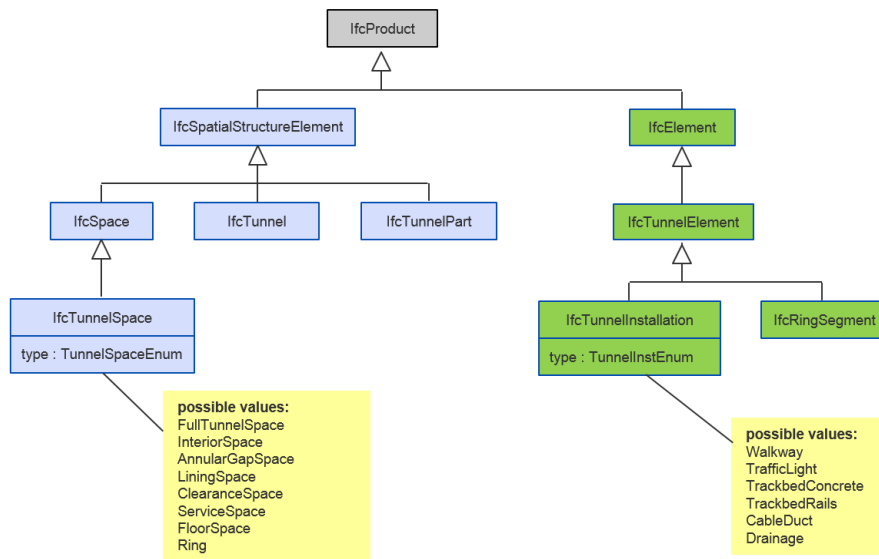 IfcProduct
IfcSpatialStructureElement
IfcElement
IfcSpace
IfcTunnel
IfcTunnelPart
IfcTunnelElement
IfcTunnelSpace
type : TunnelSpaceEnum
IfcTunnelInstallation
type : TunnelInstEnum
IfcRingSegment
possible values:
FullTunnelSpace
InteriorSpace
AnnularGapSpace
LiningSpace
ClearanceSpace
ServiceSpace
FloorSpace
Ring
possible values:
Walkway
TrafficLight
TrackbedConcrete
TrackbedRails
CableDuct
Drainage